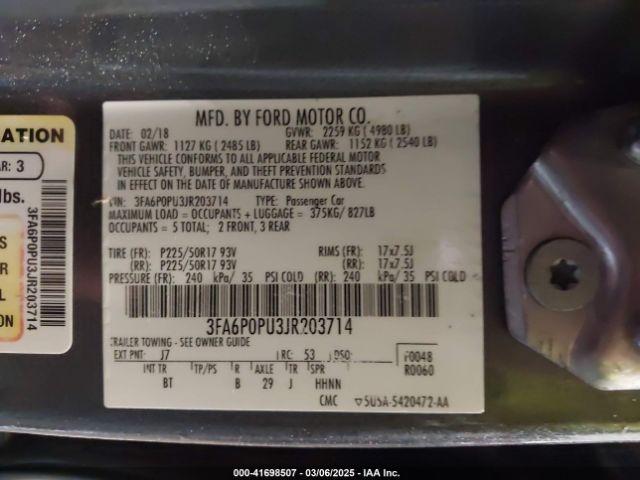 ATION
AR: 3
lbs.
S
ER
L
ION
3FA6P0PU3JR203714
MFD. BY FORD MOTOR CO.
DATE: 02/18 GVWR: 2259 KG ( 4980 LB)
FRONT GAWR: 1127 KG ( 2485 LB) REAR GAWR: 1152 KG ( 2540 LB)
THIS VEHICLE CONFORMS TO ALL APPLICABLE FEDERAL MOTOR
VEHICLE SAFETY, BUMPER, AND THEFT PREVENTION STANDARDS
IN EFFECT ON THE DATE OF MANUFACTURE SHOWN ABOVE.
VIN: 3FA6P0PU3JR203714 TYPE: Passenger Car
MAXIMUM LOAD = OCCUPANTS + LUGGAGE = 375KG/ 827LB
OCCUPANTS = 5 TOTAL; 2 FRONT, 3 REAR
TIRE (FR): P225/50R17 93V RIMS (FR): 17x7.5J
(RR): P225/50R17 93V (RR): 17x7.5J
PRESSURE (FR): 240 kPa/ 35 PSI COLD (RR): 240 kPa/ 35 PSI COLD
3FA6P0PU3JR203714
TRAILER TOWING - SEE OWNER GUIDE
EXT PNT: J7 RC: 53 DSO: F0048
R0060
INT TR TP/PS R AXLE TR SPR
BT B 29 J HHNN
CMC ▽5U5A-5420472-AA
000-41698507 - 03/06/2025 - IAA Inc.